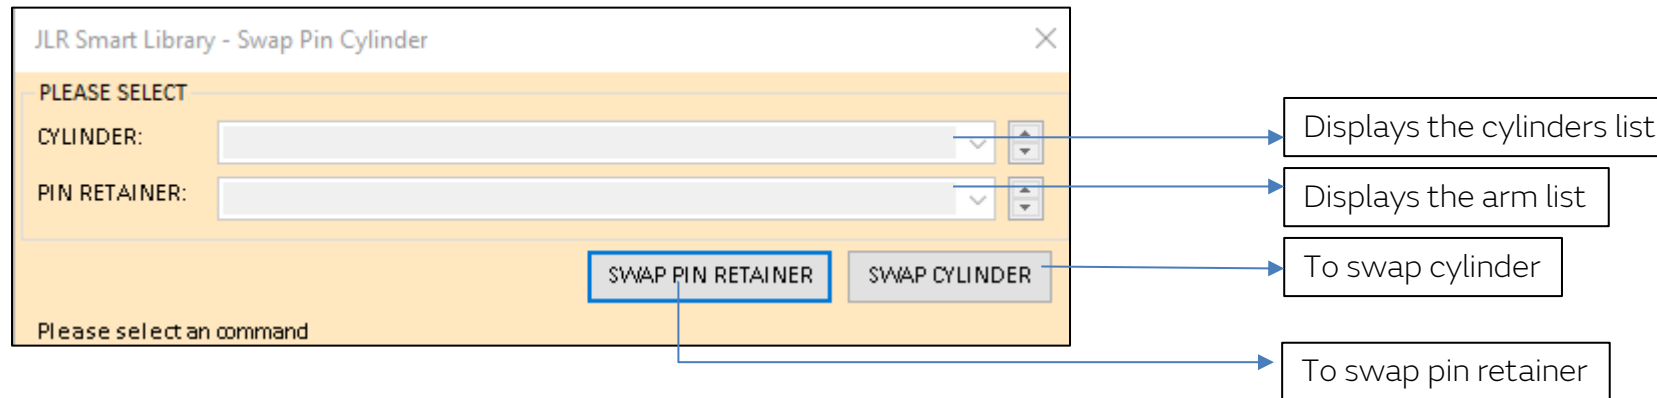 JLR Smart Library - Swap Pin Cylinder
PLEASE SELECT
CYLINDER:
PIN RETAINER:
SWAP PIN RETAINER
SWAP CYLINDER
Please select an command
Displays the cylinders list
Displays the arm list
To swap cylinder
To swap pin retainer